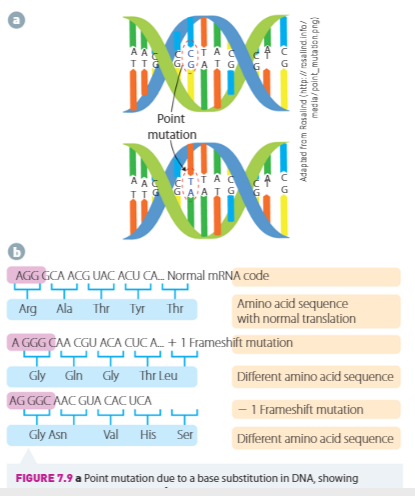 a
A A C C C T A C C T A C
T T G G G A T G G A T G
Point
mutation
A A C C T T A C C T A C
T T G G A A T G G A T G
Adapted from Rosalind (http://rosalind.info/
media/point_mutation.png)
b
AGG GCA ACG UAC ACU CA... Normal mRNA code
Arg Ala Thr Tyr Thr
Amino acid sequence
with normal translation
A GGG CAA CGU ACA CUC A... + 1 Frameshift mutation
Gly Gln Gly Thr Leu
Different amino acid sequence
AG GGC AAC GUA CAC UCA
− 1 Frameshift mutation
Gly Asn Val His Ser
Different amino acid sequence
FIGURE 7.9 a Point mutation due to a base substitution in DNA, showing